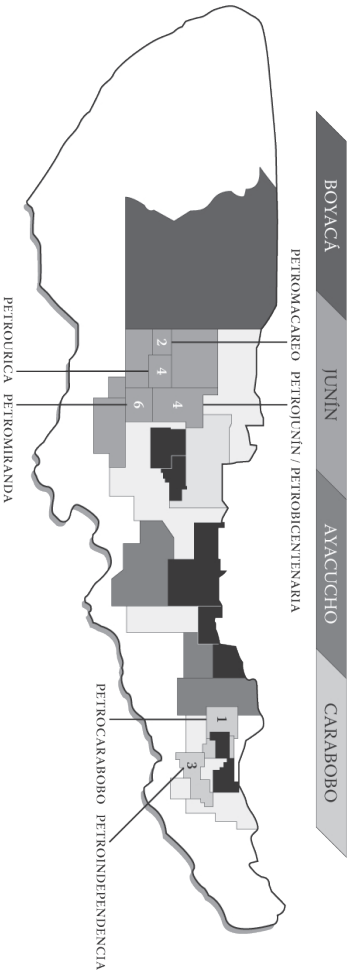 BOYACÁ JUNÍN AYACUCHO CARABOBO
PETROMACAREO PETROJUNÍN / PETROBICENTENARIA
2 4 4 6 1 3
PETROURICA PETROMIRANDA
PETROCARABOBO PETROINDEPENDENCIA